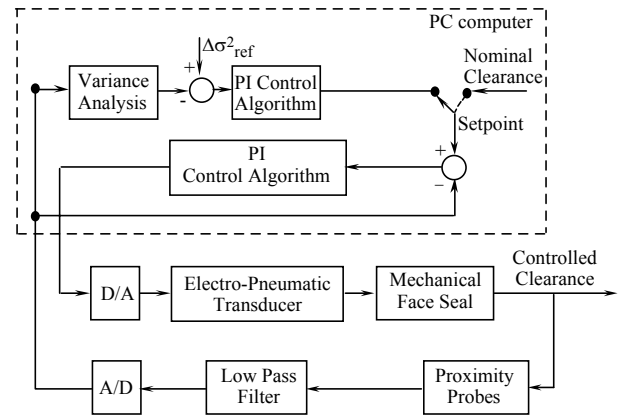 PC computer
Δσ²ref
Nominal
Clearance
+
-
Variance
Analysis
PI Control
Algorithm
Setpoint
+
−
PI
Control Algorithm
Controlled
Clearance
D/A
Electro-Pneumatic
Transducer
Mechanical
Face Seal
A/D
Low Pass
Filter
Proximity
Probes